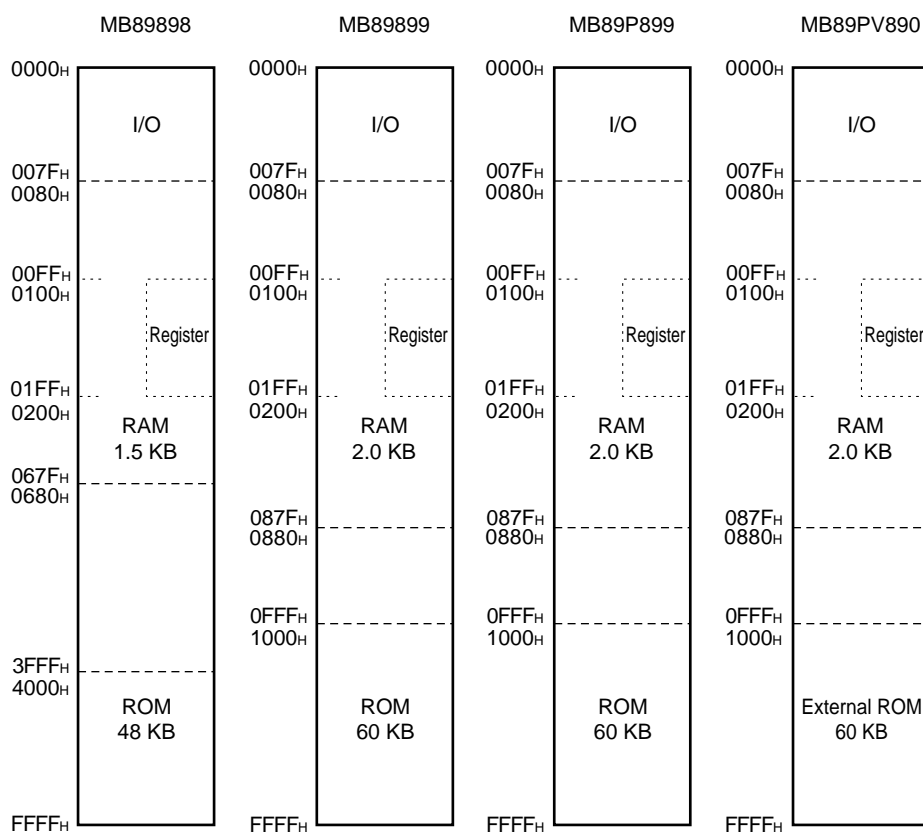 MB89898
0000H
I/O
007FH
0080H
00FFH
0100H
Register
01FFH
0200H
RAM
1.5 KB
067FH
0680H
3FFFH
4000H
ROM
48 KB
FFFFH
MB89899
0000H
I/O
007FH
0080H
00FFH
0100H
Register
01FFH
0200H
RAM
2.0 KB
087FH
0880H
0FFFH
1000H
ROM
60 KB
FFFFH
MB89P899
0000H
I/O
007FH
0080H
00FFH
0100H
Register
01FFH
0200H
RAM
2.0 KB
087FH
0880H
0FFFH
1000H
ROM
60 KB
FFFFH
MB89PV890
0000H
I/O
007FH
0080H
00FFH
0100H
Register
01FFH
0200H
RAM
2.0 KB
087FH
0880H
0FFFH
1000H
External ROM
60 KB
FFFFH